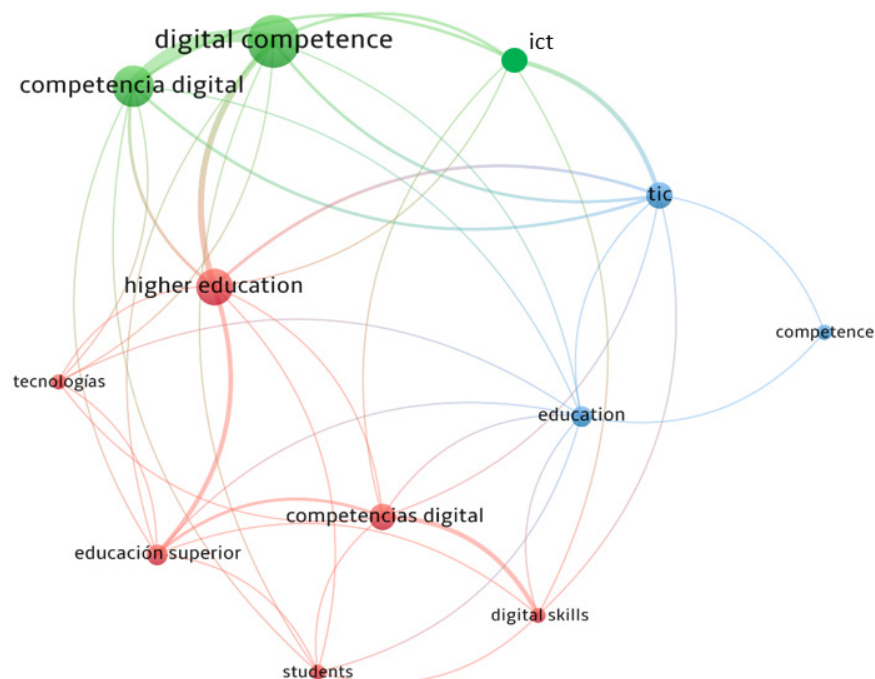 digital competence
ict
competencia digital
tic
higher education
competence
tecnologías
education
competencias digital
educación superior
digital skills
students